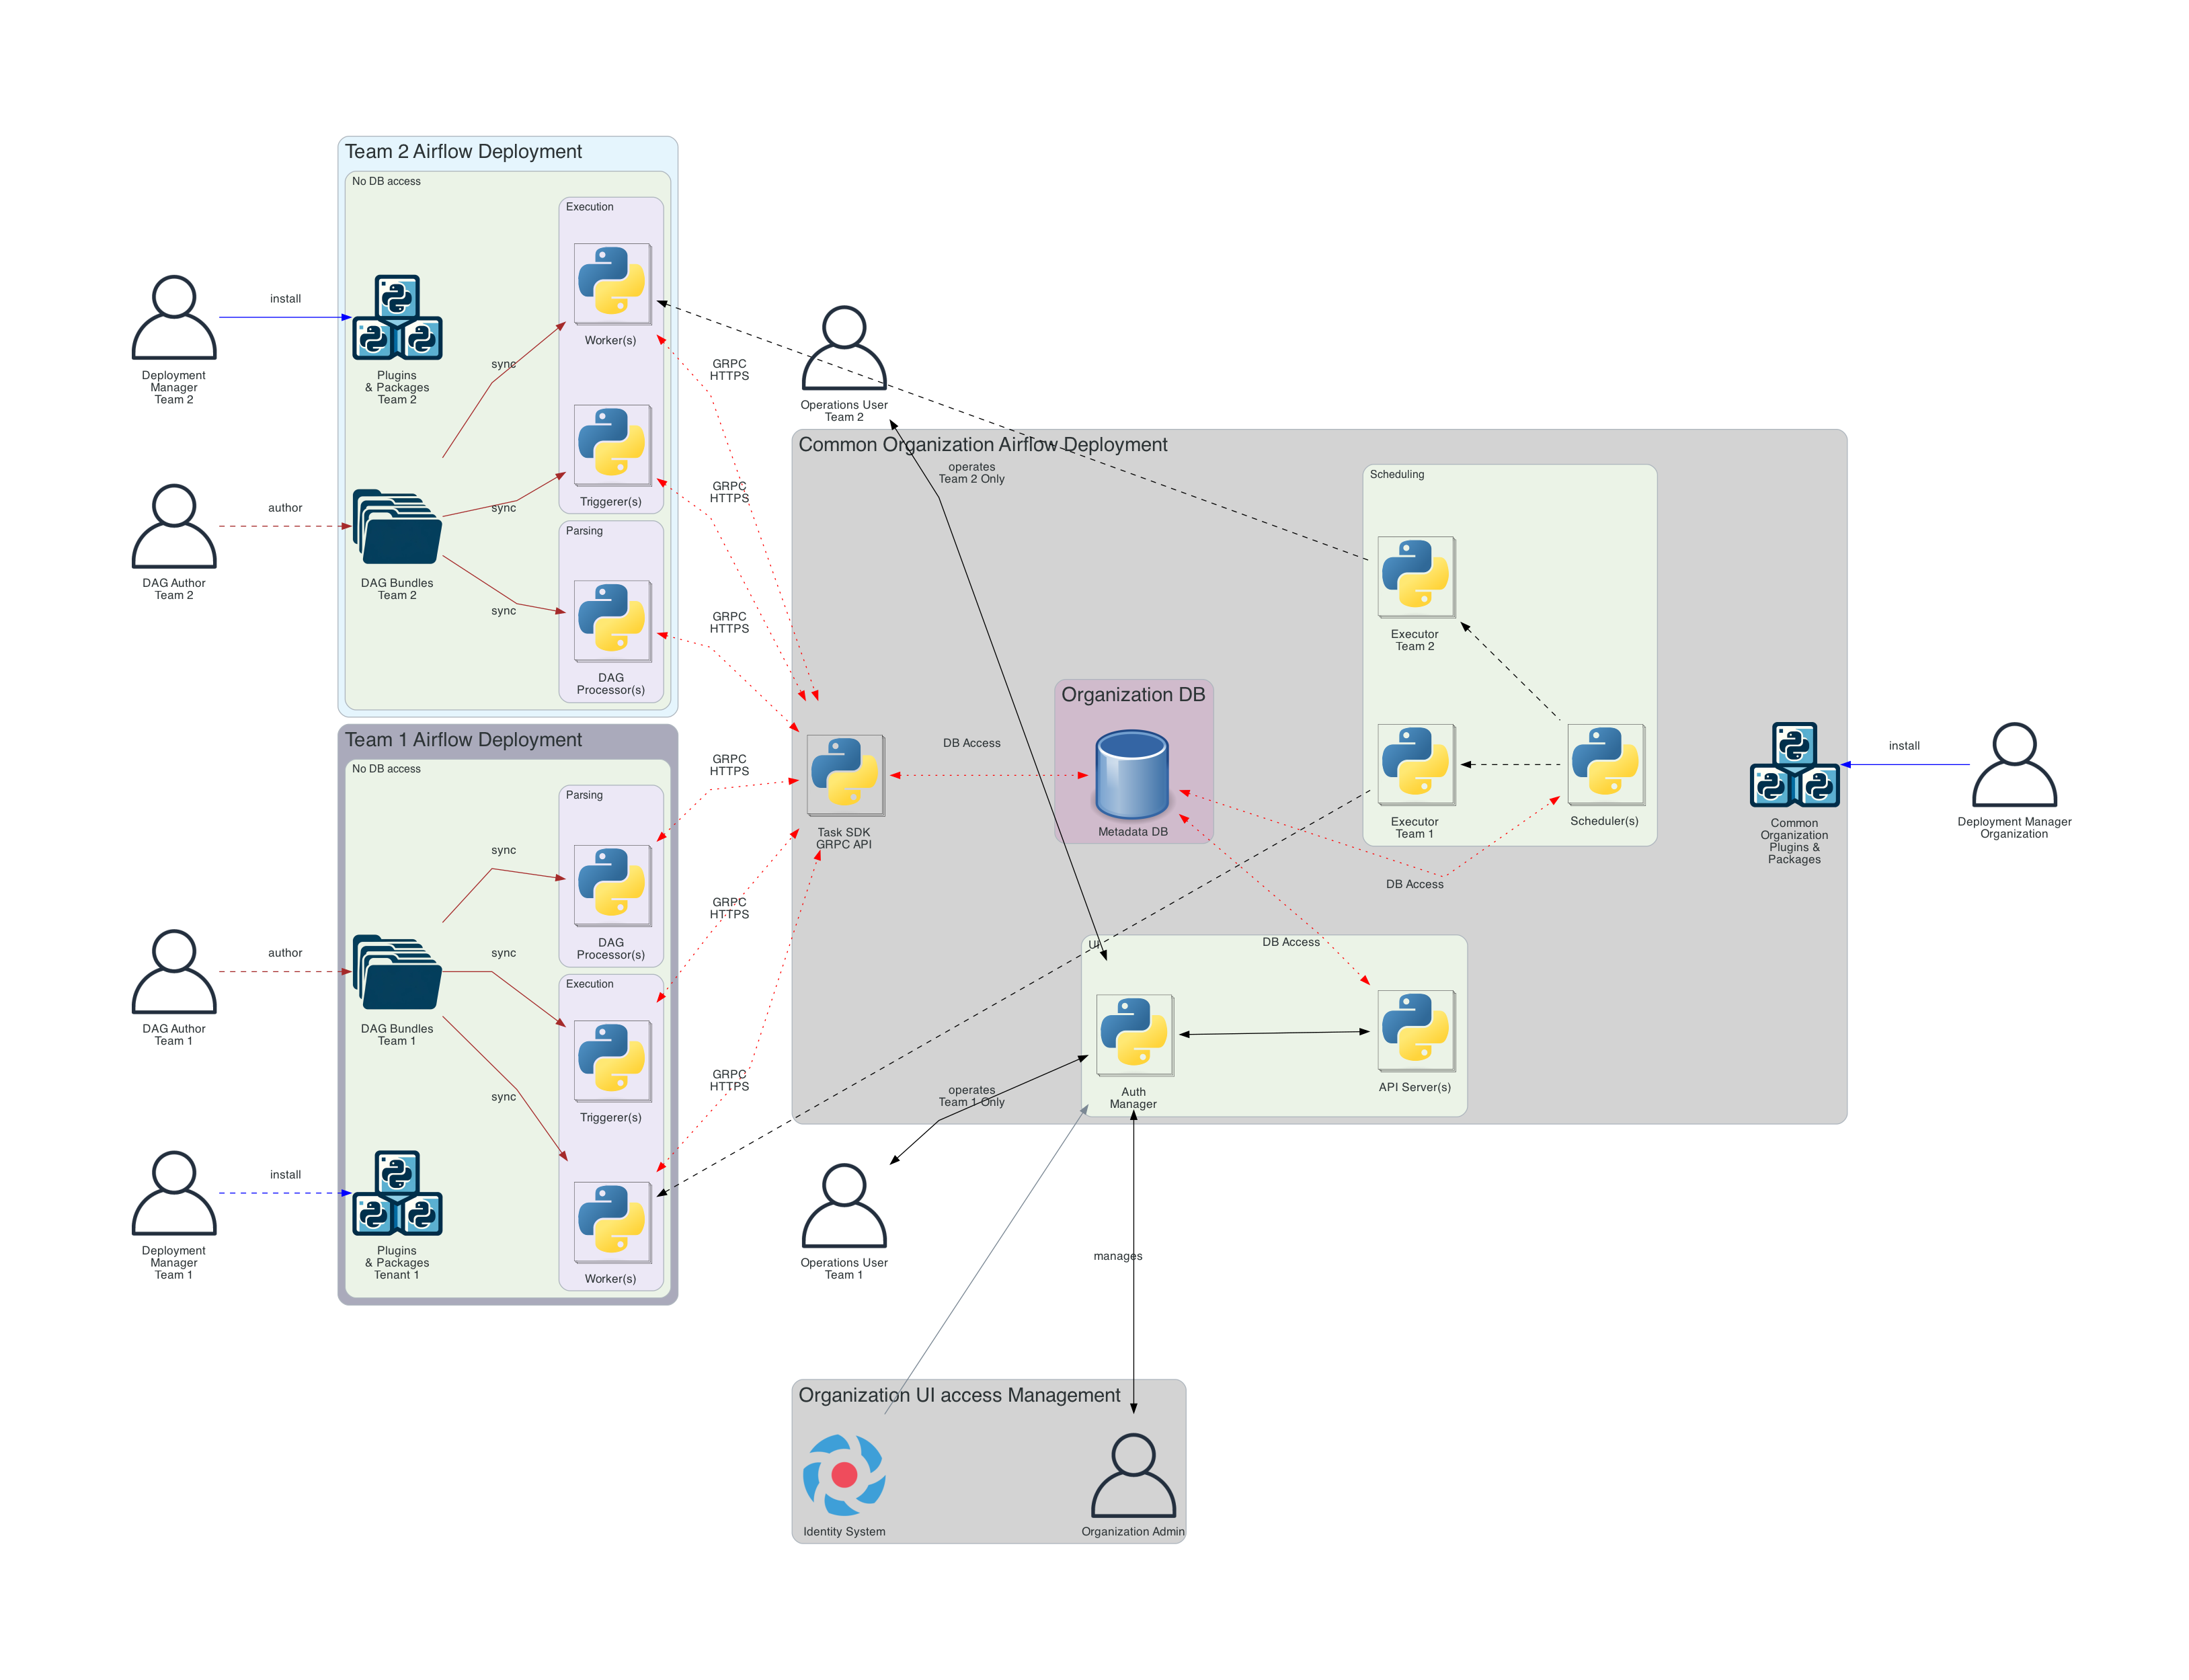 Team 2 Airflow Deployment
No DB access
Execution
Worker(s)
Triggerer(s)
Parsing
DAG
Processor(s)
install
Deployment
Manager
Team 2
Plugins
& Packages
Team 2
sync
sync
sync
author
DAG Author
Team 2
DAG Bundles
Team 2
GRPC
HTTPS
GRPC
HTTPS
GRPC
HTTPS
Operations User
Team 2
Team 1 Airflow Deployment
No DB access
Parsing
DAG
Processor(s)
Execution
Triggerer(s)
Worker(s)
sync
sync
sync
author
DAG Author
Team 1
DAG Bundles
Team 1
install
Deployment
Manager
Team 1
Plugins
& Packages
Tenant 1
GRPC
HTTPS
GRPC
HTTPS
GRPC
HTTPS
Common Organization Airflow Deployment
operates
Team 2 Only
Scheduling
Executor
Team 2
Executor
Team 1
Scheduler(s)
Organization DB
Metadata DB
DB Access
Task SDK
GRPC API
DB Access
DB Access
UI
Auth
Manager
API Server(s)
operates
Team 1 Only
Common
Organization
Plugins &
Packages
install
Deployment Manager
Organization
Operations User
Team 1
manages
Organization UI access Management
Identity System
Organization Admin